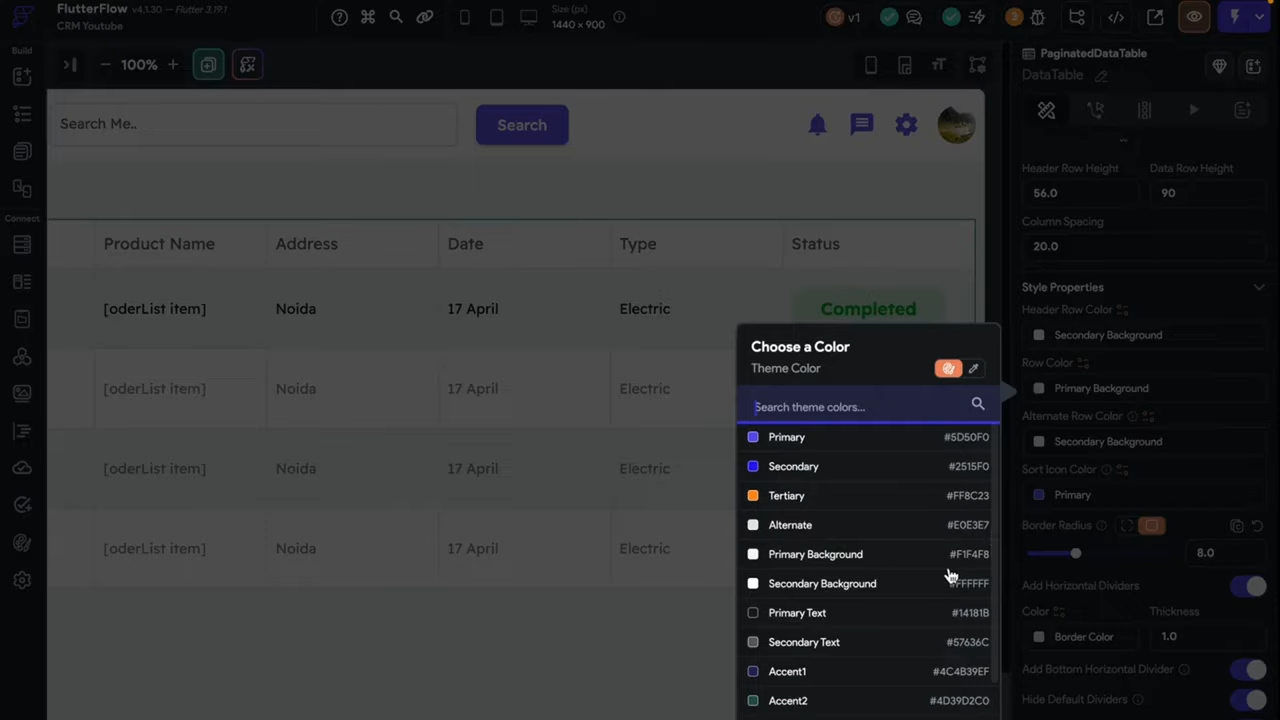 FlutterFlow v4.1.30 - Flutter 3.19.1
CRM Youtube
Size (px)
1440 × 900
v1
3
Build
Connect
100%
Search Me..
Search
Product Name
Address
Date
Type
Status
[oderList item]
Noida
17 April
Electric
Completed
[oderList item]
Noida
17 April
Electric
[oderList item]
Noida
17 April
Electric
[oderList item]
Noida
17 April
Electric
Choose a Color
Theme Color
Search theme colors...
Primary
#5D50F0
Secondary
#2515F0
Tertiary
#FF8C23
Alternate
#E0E3E7
Primary Background
#F1F4F8
Secondary Background
#FFFFFF
Primary Text
#14181B
Secondary Text
#57636C
Accent1
#4C4B39EF
Accent2
#4D39D2C0
PaginatedDataTable
DataTable
Header Row Height
Data Row Height
56.0
90
Column Spacing
20.0
Style Properties
Header Row Color
Secondary Background
Row Color
Primary Background
Alternate Row Color
Secondary Background
Sort Icon Color
Primary
Border Radius
8.0
Add Horizontal Dividers
Color
Thickness
Border Color
1.0
Add Bottom Horizontal Divider
Hide Default Dividers